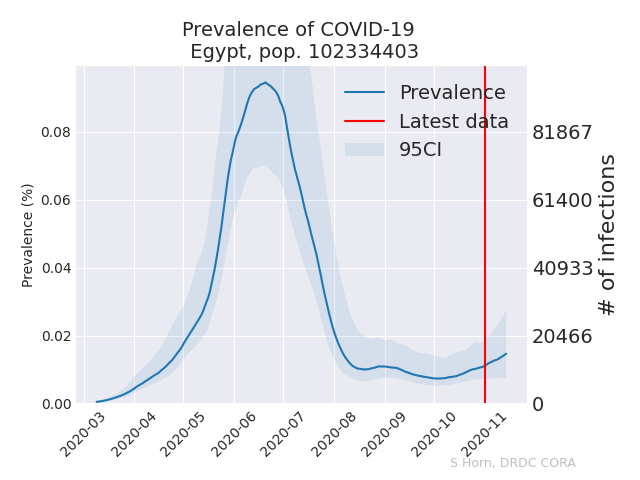 Prevalence of COVID-19
Egypt, pop. 102334403
Prevalence
Latest data
95CI
Prevalence (%)
0.08
0.06
0.04
0.02
0.00
81867
61400
40933
20466
0
# of infections
2020-03
2020-04
2020-05
2020-06
2020-07
2020-08
2020-09
2020-10
2020-11
S Horn, DRDC CORA